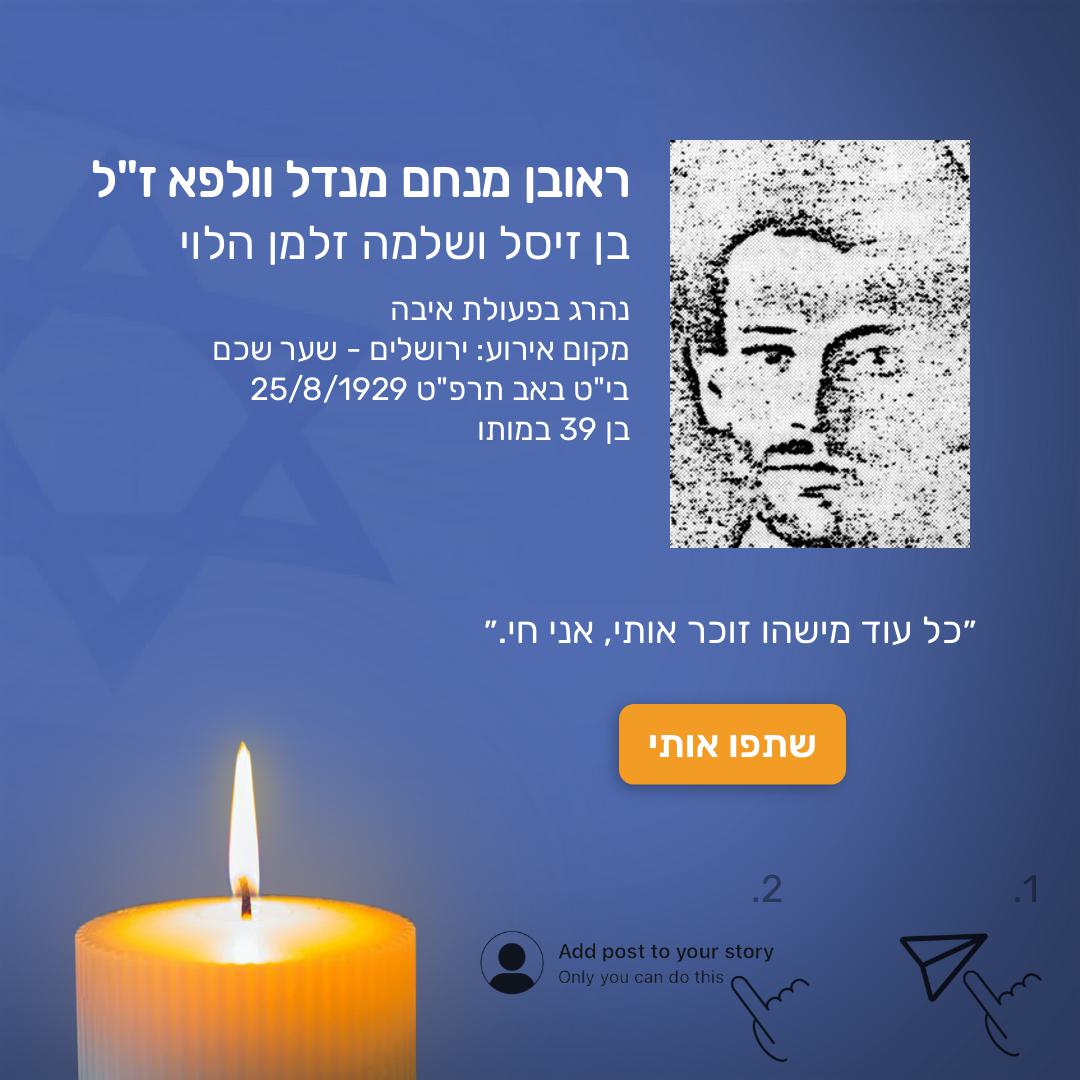 ראובן מנחם מנדל וולפא ז"ל
בן זיסל ושלמה זלמן הלוי
נהרג בפעולת איבה
מקום אירוע: ירושלים - שער שכם
בי"ט באב תרפ"ט 25/8/1929
בן 39 במותו
״כל עוד מישהו זוכר אותי, אני חי.״
שתפו אותי
.1
.2
Add post to your story
Only you can do this